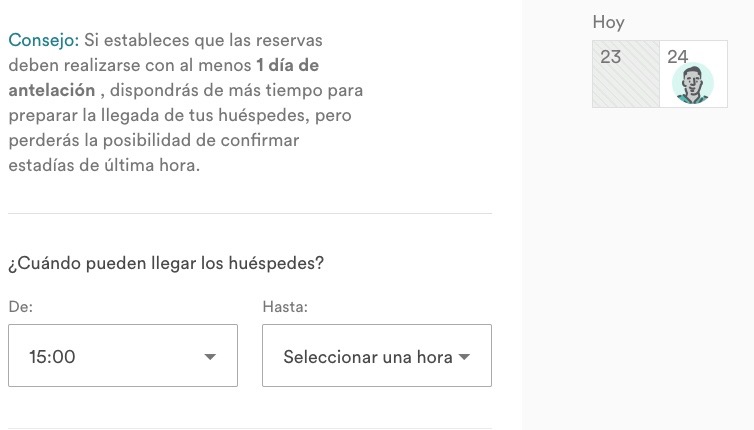 Consejo: Si estableces que las reservas
deben realizarse con al menos 1 día de
antelación , dispondrás de más tiempo para
preparar la llegada de tus huéspedes, pero
perderás la posibilidad de confirmar
estadías de última hora.
¿Cuándo pueden llegar los huéspedes?
De:
Hasta:
15:00
Seleccionar una hora
Hoy
23
24